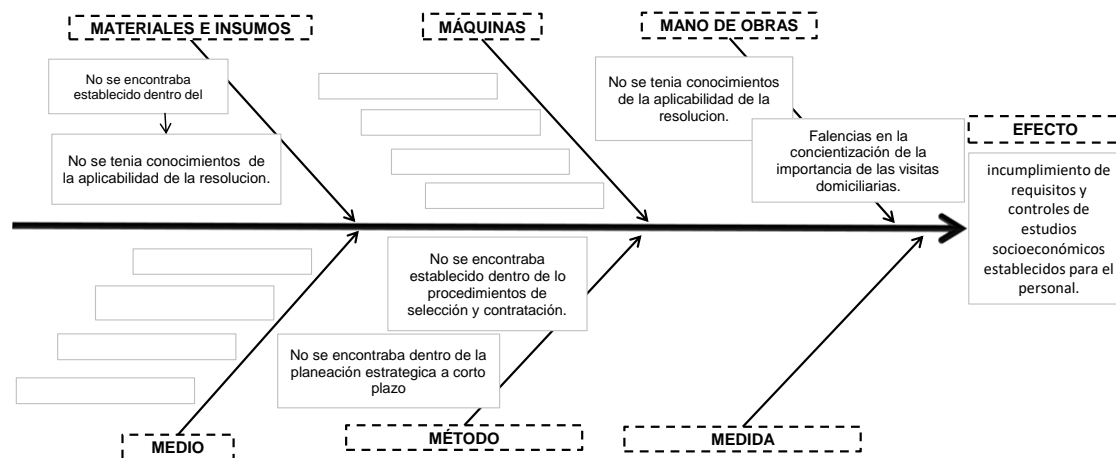 MATERIALES E INSUMOS
MÁQUINAS
MANO DE OBRAS
No se encontraba
establecido dentro del
No se tenia conocimientos de
la aplicabilidad de la resolucion.
No se tenia conocimientos
de la aplicabilidad de la
resolucion.
Falencias en la
concientización de la
importancia de las visitas
domiciliarias.
EFECTO
incumplimiento de
requisitos y
controles de
estudios
socioeconómicos
establecidos para el
personal.
No se encontraba
establecido dentro de lo
procedimientos de
selección y contratación.
No se encontraba dentro de la
planeación estrategica a corto
plazo
MEDIO
MÉTODO
MEDIDA